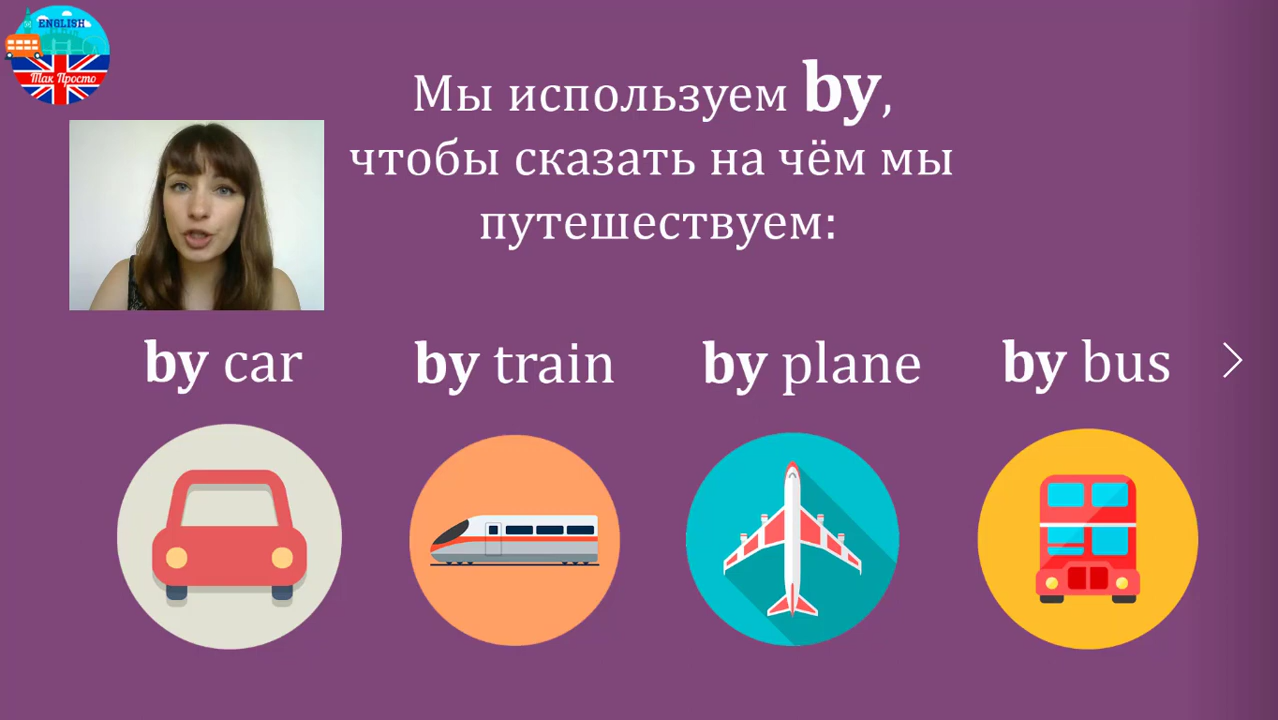 ENGLISH
Так Просто
Мы используем by,
чтобы сказать на чём мы
путешествуем:
by car
by train
by plane
by bus